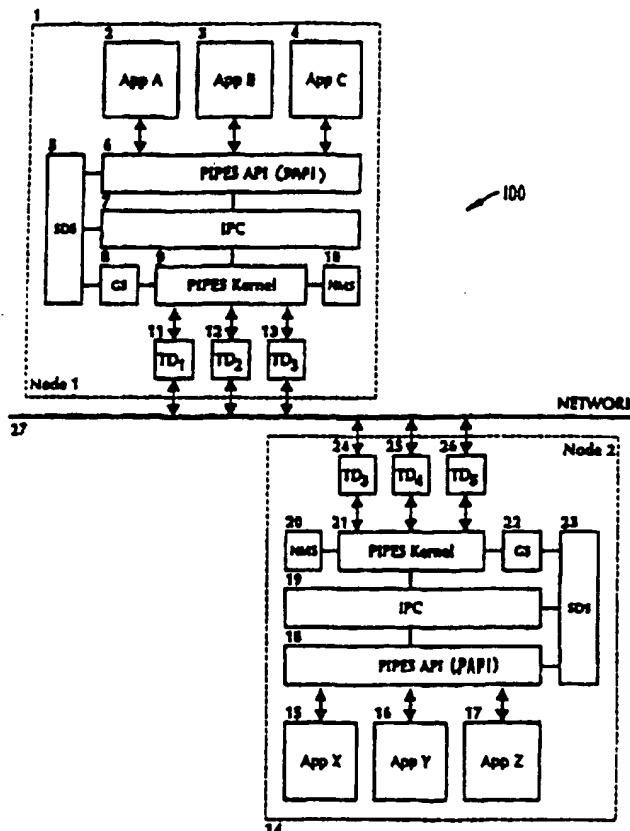 1
2 3 4
App A App B App C
5 6
PIPES API (PAPI)
7
SDS IPC
8 9 10
GS PIPES Kernel NMS
11 12 13
TD1 TD2 TD3
Node 1
100
NETWORK
27
24 25 26 Node 2
TD3 TD4 TD5
20 21 22 23
NMS PIPES Kernel GS
19
IPC SDS
18
PIPES API (PAPI)
15 16 17
App X App Y App Z
14